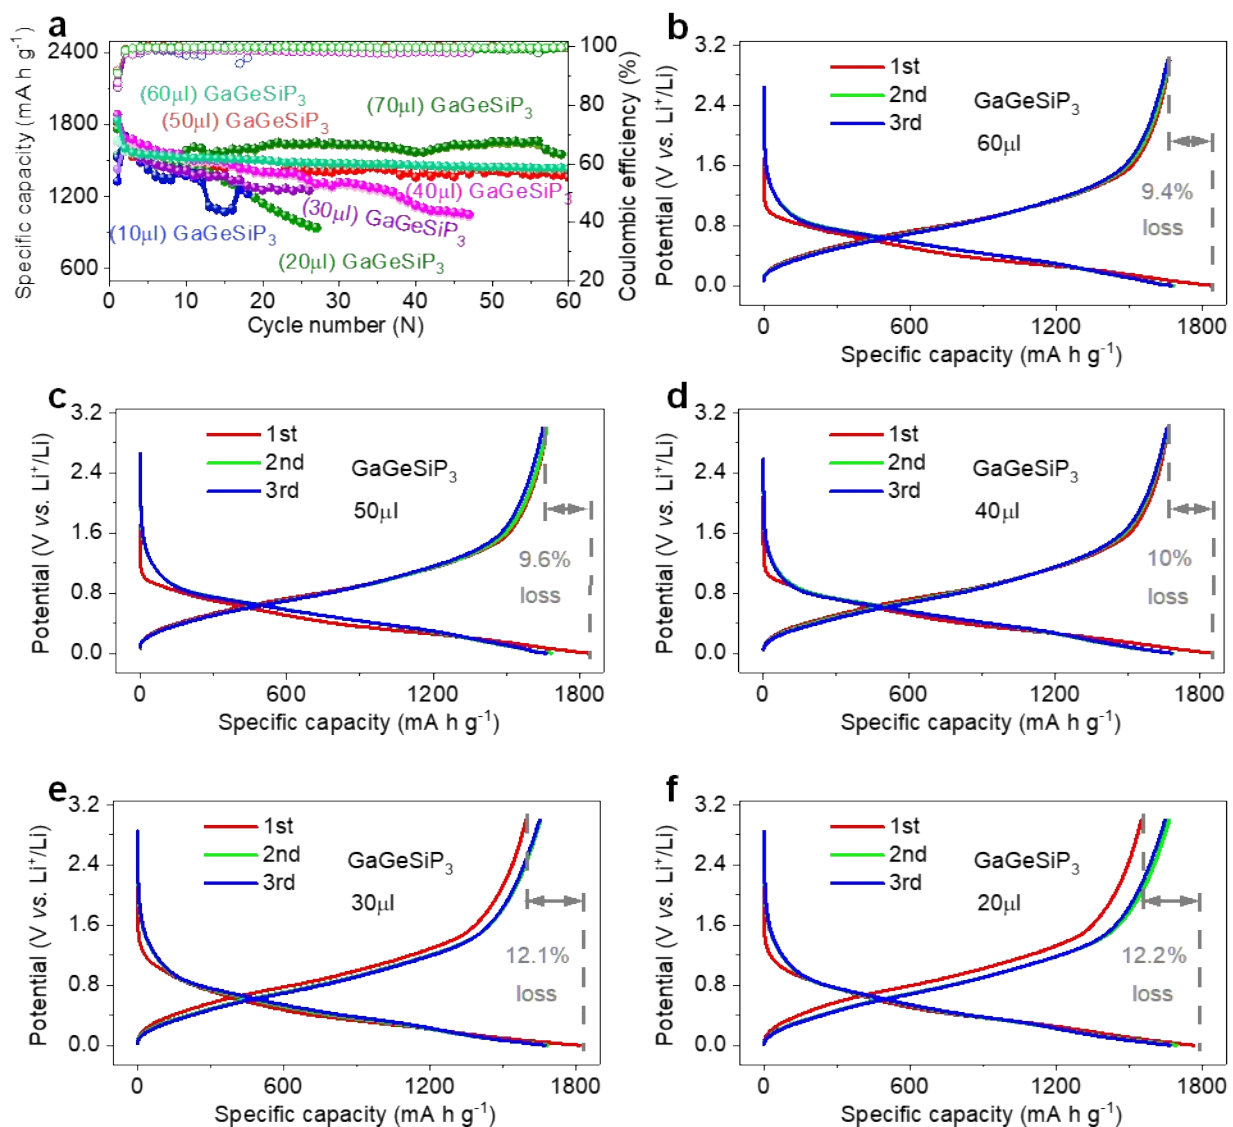 a
Specific capacity (mA h g⁻¹)
2400
1800
1200
600
100
80
60
40
20
Coulombic efficiency (%)
(60μl) GaGeSiP₃
(70μl) GaGeSiP₃
(50μl) GaGeSiP₃
(40μl) GaGeSiP₃
(30μl) GaGeSiP₃
(10μl) GaGeSiP₃
(20μl) GaGeSiP₃
0 10 20 30 40 50 60
Cycle number (N)
b
Potential (V vs. Li⁺/Li)
3.2
2.4
1.6
0.8
0.0
1st
2nd
3rd
GaGeSiP₃
60μl
9.4%
loss
0 600 1200 1800
Specific capacity (mA h g⁻¹)
c
Potential (V vs. Li⁺/Li)
3.2
2.4
1.6
0.8
0.0
1st
2nd
3rd
GaGeSiP₃
50μl
9.6%
loss
0 600 1200 1800
Specific capacity (mA h g⁻¹)
d
Potential (V vs. Li⁺/Li)
3.2
2.4
1.6
0.8
0.0
1st
2nd
3rd
GaGeSiP₃
40μl
10%
loss
0 600 1200 1800
Specific capacity (mA h g⁻¹)
e
Potential (V vs. Li⁺/Li)
3.2
2.4
1.6
0.8
0.0
1st
2nd
3rd
GaGeSiP₃
30μl
12.1%
loss
0 600 1200 1800
Specific capacity (mA h g⁻¹)
f
Potential (V vs. Li⁺/Li)
3.2
2.4
1.6
0.8
0.0
1st
2nd
3rd
GaGeSiP₃
20μl
12.2%
loss
0 600 1200 1800
Specific capacity (mA h g⁻¹)